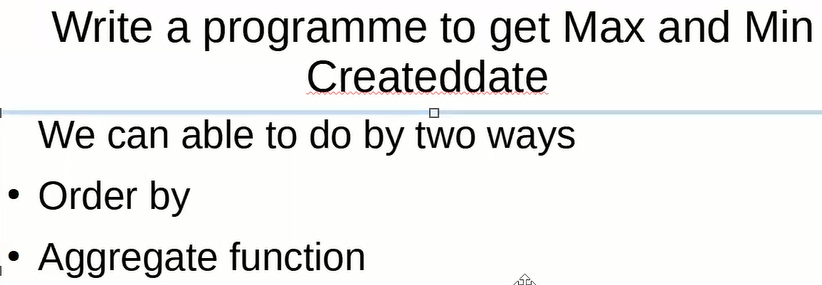 Write a programme to get Max and Min
Createddate
We can able to do by two ways
• Order by
• Aggregate function